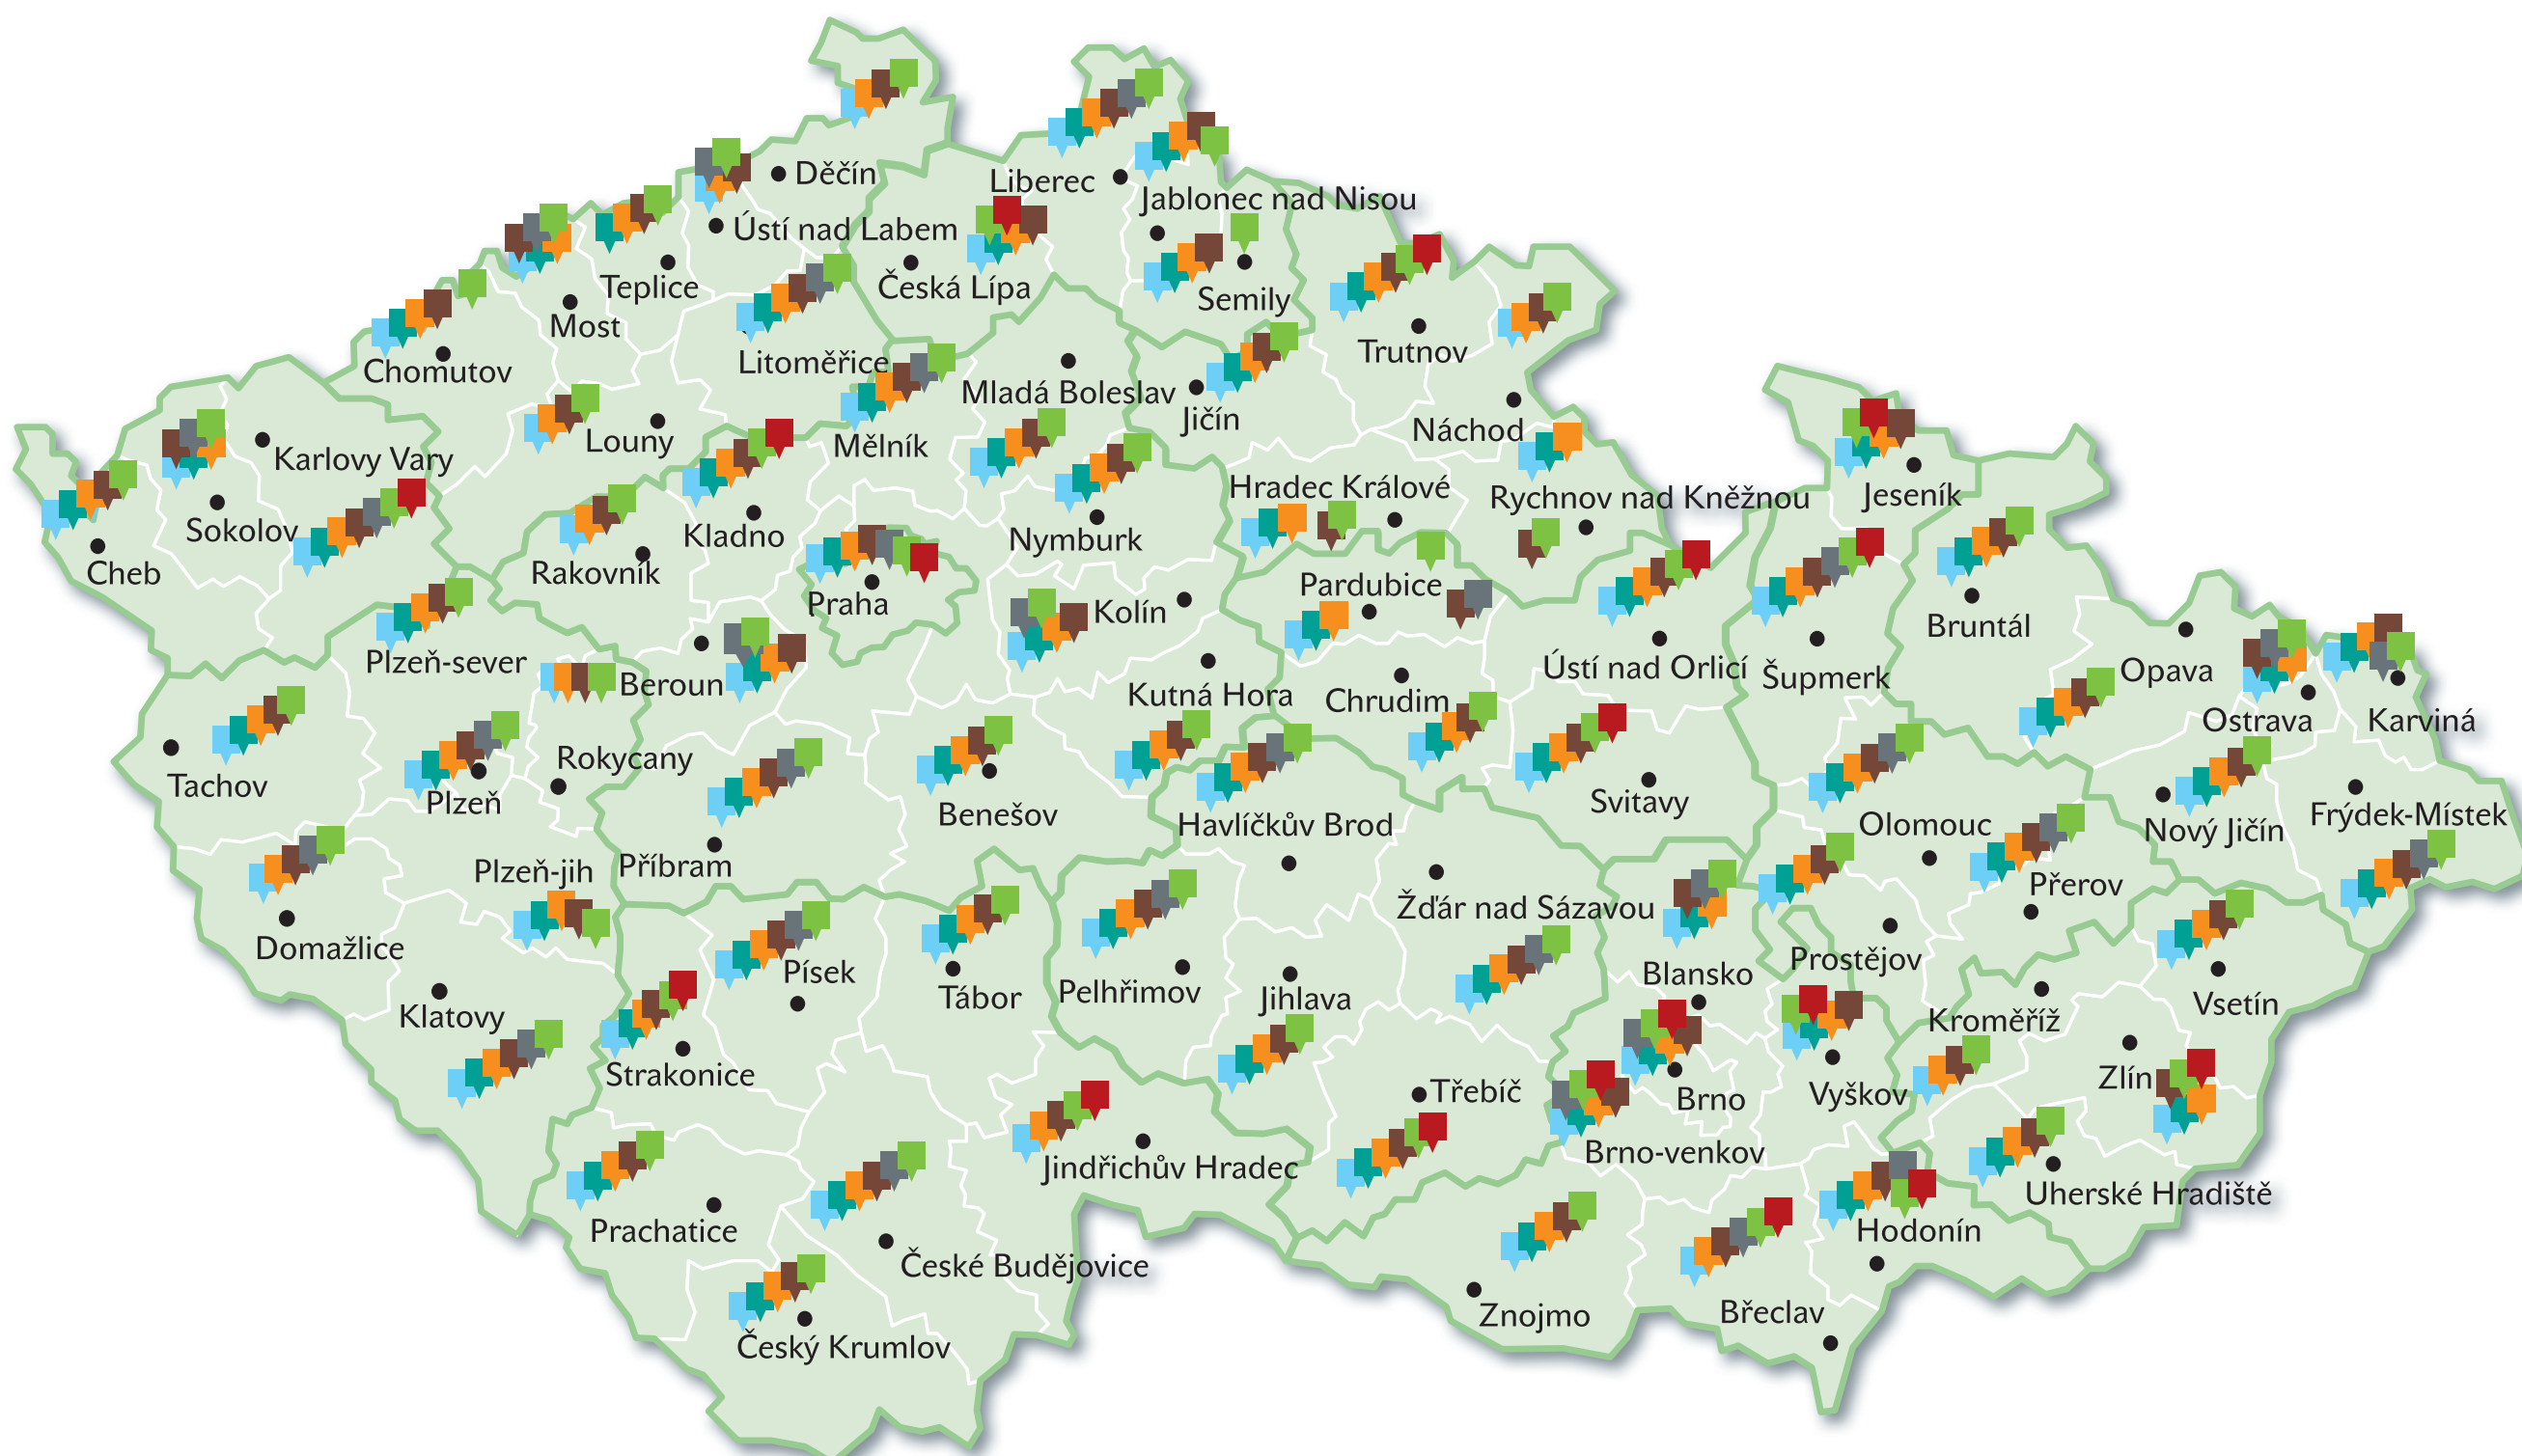 Děčín
Liberec
Jablonec nad Nisou
Ústí nad Labem
Teplice
Česká Lípa
Semily
Most
Trutnov
Litoměřice
Chomutov
Mladá Boleslav
Jičín
Náchod
Louny
Mělník
Karlovy Vary
Hradec Králové
Rychnov nad Kněžnou
Jeseník
Sokolov
Kladno
Nymburk
Cheb
Rakovník
Praha
Pardubice
Kolín
Bruntál
Plzeň-sever
Beroun
Kutná Hora
Chrudim
Ústí nad Orlicí
Šupmerk
Opava
Ostrava
Karviná
Tachov
Rokycany
Plzeň
Benešov
Svitavy
Havlíčkův Brod
Olomouc
Nový Jičín
Frýdek-Místek
Plzeň-jih
Příbram
Přerov
Domažlice
Žďár nad Sázavou
Písek
Tábor
Pelhřimov
Jihlava
Blansko
Prostějov
Vsetín
Klatovy
Kroměříž
Strakonice
Třebíč
Brno
Vyškov
Zlín
Jindřichův Hradec
Brno-venkov
Uherské Hradiště
Prachatice
Hodonín
České Budějovice
Znojmo
Břeclav
Český Krumlov